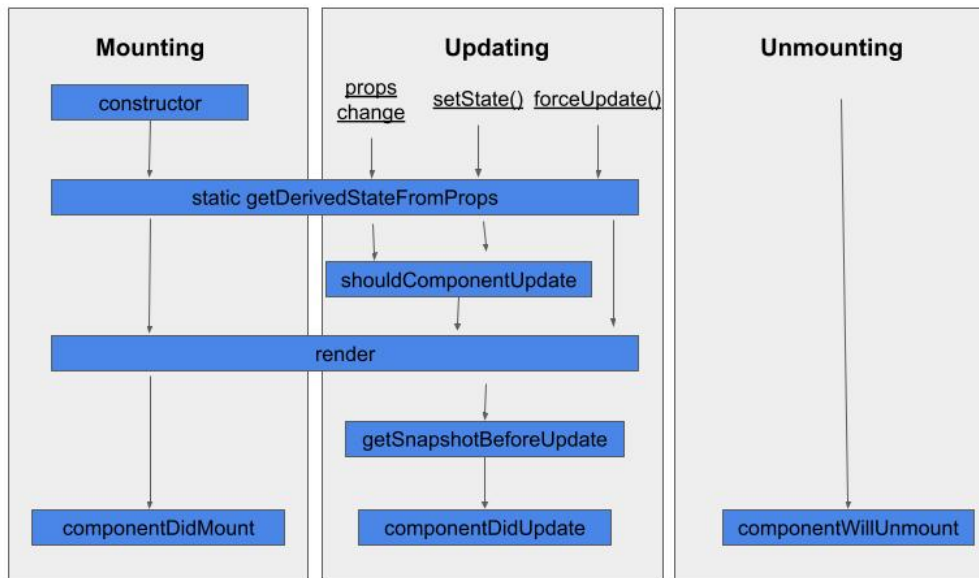 Mounting
Updating
Unmounting
constructor
props
change
setState()
forceUpdate()
static getDerivedStateFromProps
shouldComponentUpdate
render
getSnapshotBeforeUpdate
componentDidMount
componentDidUpdate
componentWillUnmount